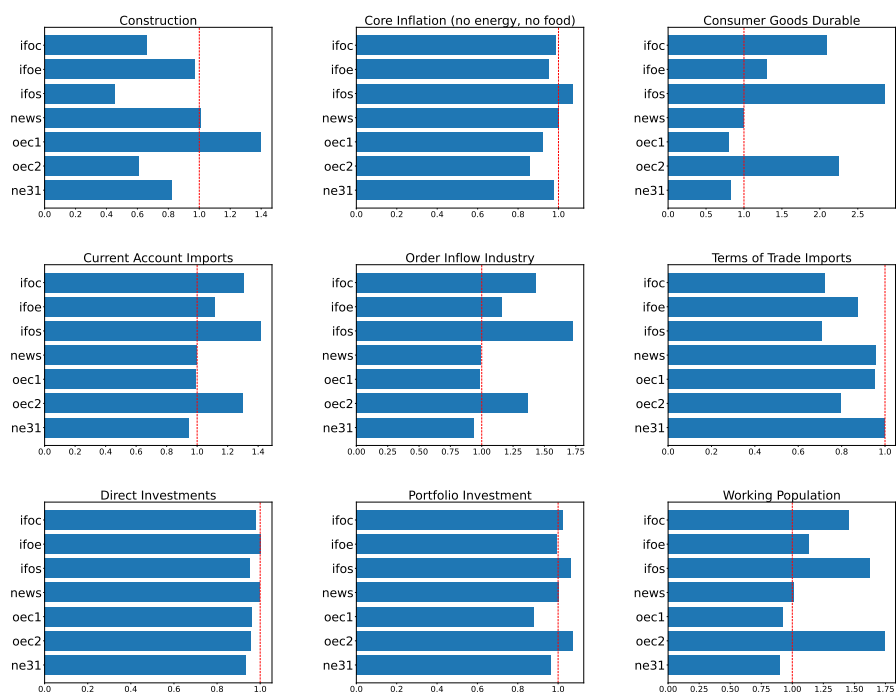 Construction
ifoc
ifoe
ifos
news
oec1
oec2
ne31
0.0 0.2 0.4 0.6 0.8 1.0 1.2 1.4
Core Inflation (no energy, no food)
ifoc
ifoe
ifos
news
oec1
oec2
ne31
0.0 0.2 0.4 0.6 0.8 1.0
Consumer Goods Durable
ifoc
ifoe
ifos
news
oec1
oec2
ne31
0.0 0.5 1.0 1.5 2.0 2.5
Current Account Imports
ifoc
ifoe
ifos
news
oec1
oec2
ne31
0.0 0.2 0.4 0.6 0.8 1.0 1.2 1.4
Order Inflow Industry
ifoc
ifoe
ifos
news
oec1
oec2
ne31
0.00 0.25 0.50 0.75 1.00 1.25 1.50 1.75
Terms of Trade Imports
ifoc
ifoe
ifos
news
oec1
oec2
ne31
0.0 0.2 0.4 0.6 0.8 1.0
Direct Investments
ifoc
ifoe
ifos
news
oec1
oec2
ne31
0.0 0.2 0.4 0.6 0.8 1.0
Portfolio Investment
ifoc
ifoe
ifos
news
oec1
oec2
ne31
0.0 0.2 0.4 0.6 0.8 1.0
Working Population
ifoc
ifoe
ifos
news
oec1
oec2
ne31
0.00 0.25 0.50 0.75 1.00 1.25 1.50 1.75